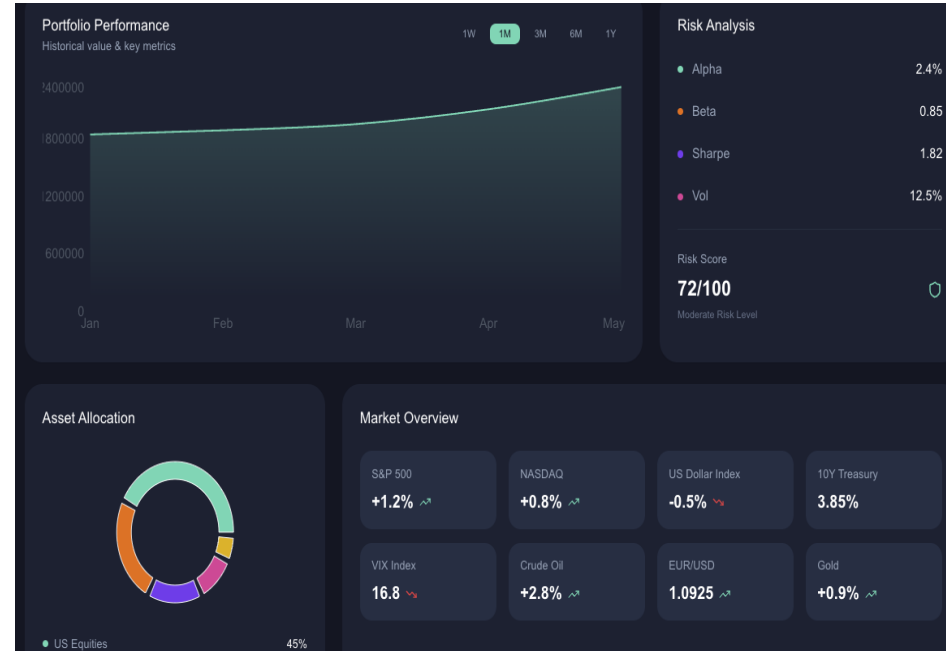 Portfolio Performance
Historical value & key metrics
1W 1M 3M 6M 1Y
2400000
1800000
1200000
600000
0
Jan Feb Mar Apr May
Risk Analysis
Alpha 2.4%
Beta 0.85
Sharpe 1.82
Vol 12.5%
Risk Score
72/100
Moderate Risk Level
Asset Allocation
US Equities 45%
Market Overview
S&P 500 NASDAQ US Dollar Index 10Y Treasury
+1.2% +0.8% -0.5% 3.85%
VIX Index Crude Oil EUR/USD Gold
16.8 +2.8% 1.0925 +0.9%